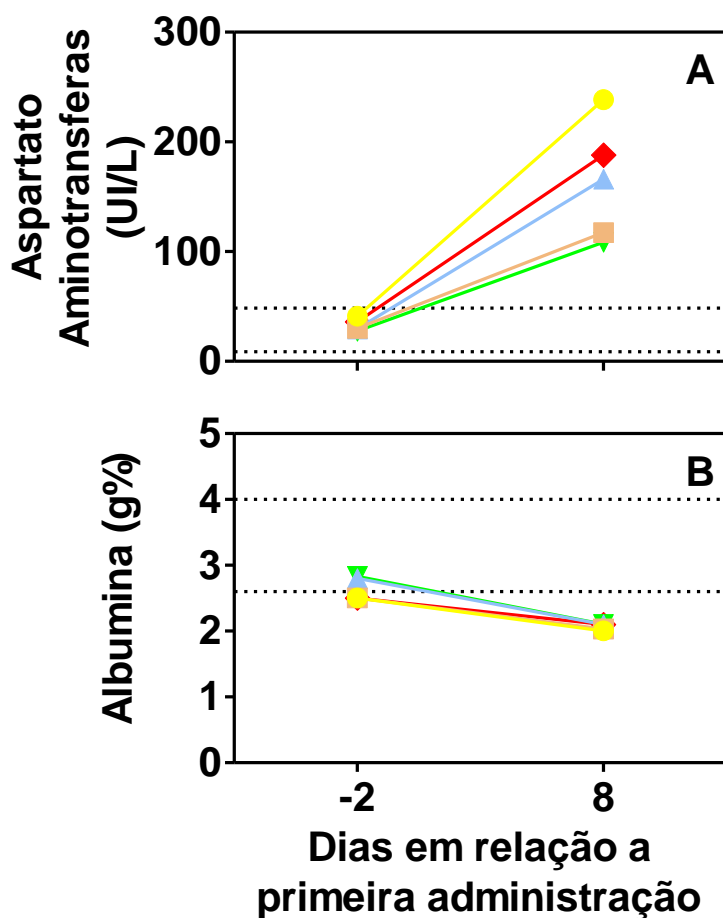 300
A
200
100
0
Aspartato
Aminotransferas
(UI/L)
5
B
4
3
2
1
0
Albumina (g%)
-2 8
Dias em relação a
primeira administração